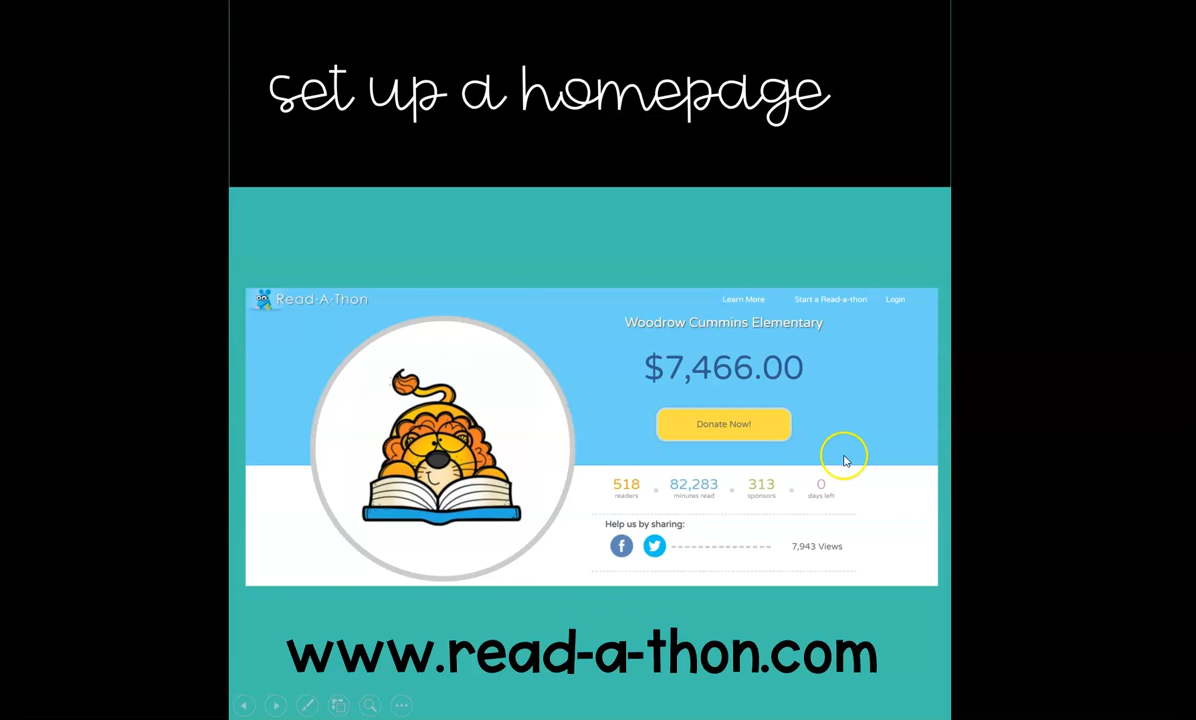 set up a homepage
Read-A-Thon
Learn More
Start a Read-a-thon
Login
Woodrow Cummins Elementary
$7,466.00
Donate Now!
518
82,283
313
0
readers
minutes read
sponsors
days left
Help us by sharing:
f
7,943 Views
www.read-a-thon.com